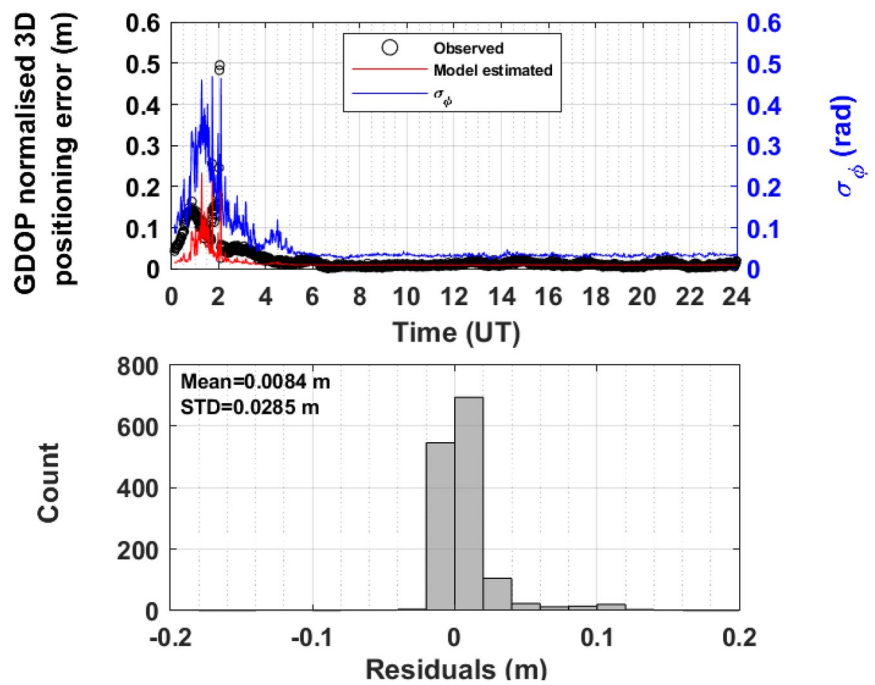 GDOP normalised 3D
positioning error (m)
0.6
0.5
0.4
0.3
0.2
0.1
0
Observed
Model estimated
σϕ
0.6
0.5
0.4
0.3
0.2
0.1
0
σϕ (rad)
0 2 4 6 8 10 12 14 16 18 20 22 24
Time (UT)
Count
800
600
400
200
0
Mean=0.0084 m
STD=0.0285 m
-0.2 -0.1 0 0.1 0.2
Residuals (m)